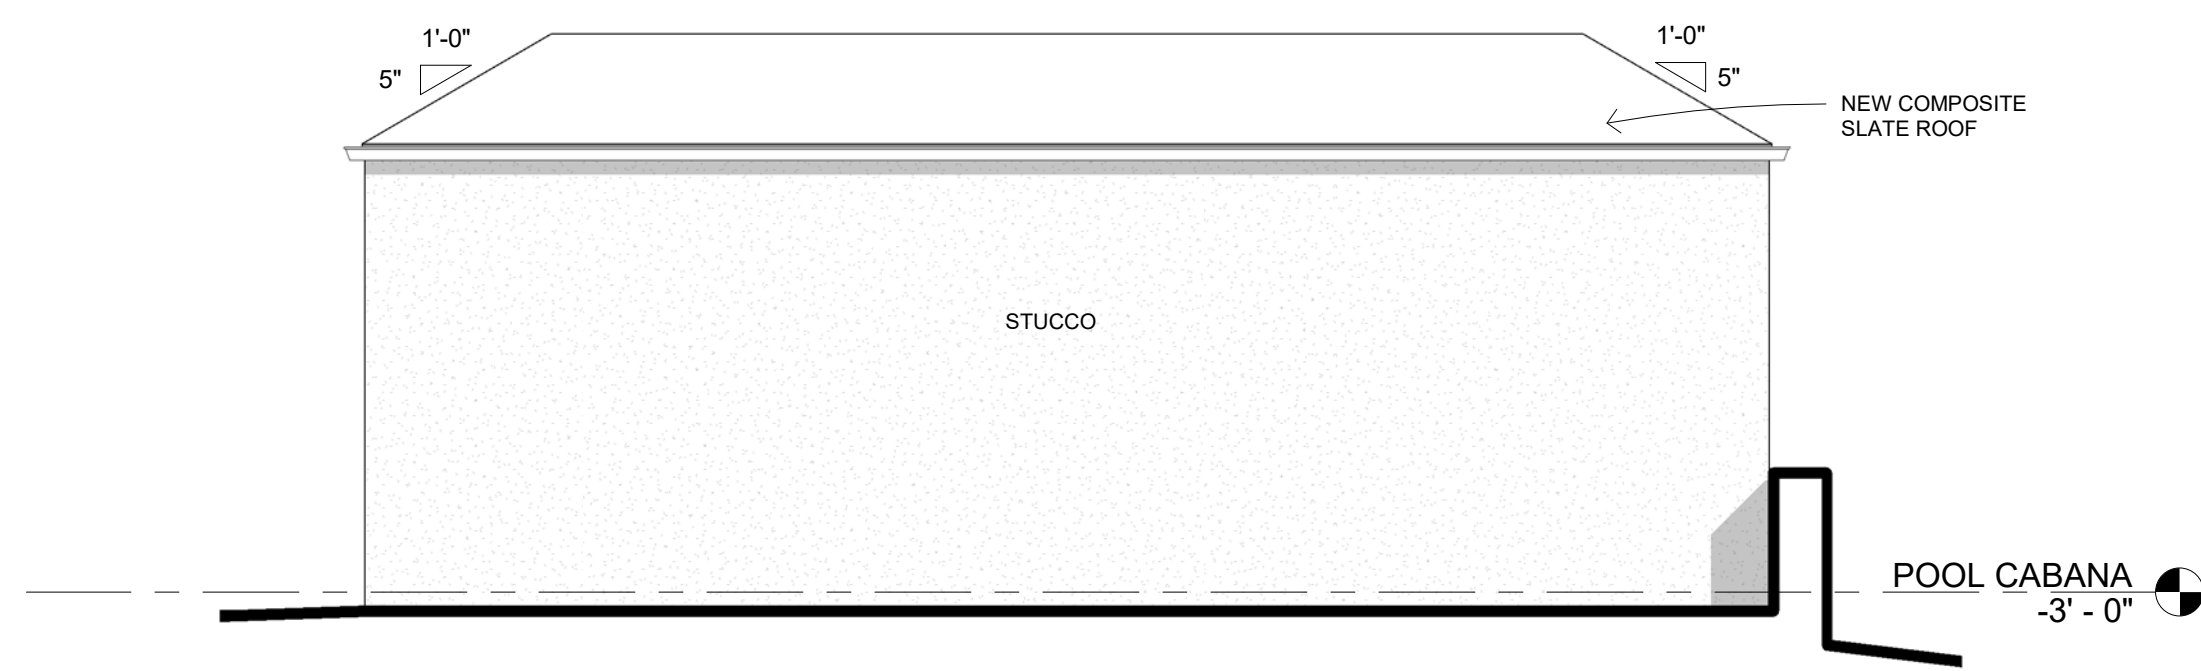 1'-0"
5"
1'-0"
5"
NEW COMPOSITE
SLATE ROOF
STUCCO
POOL CABANA
-3' - 0"